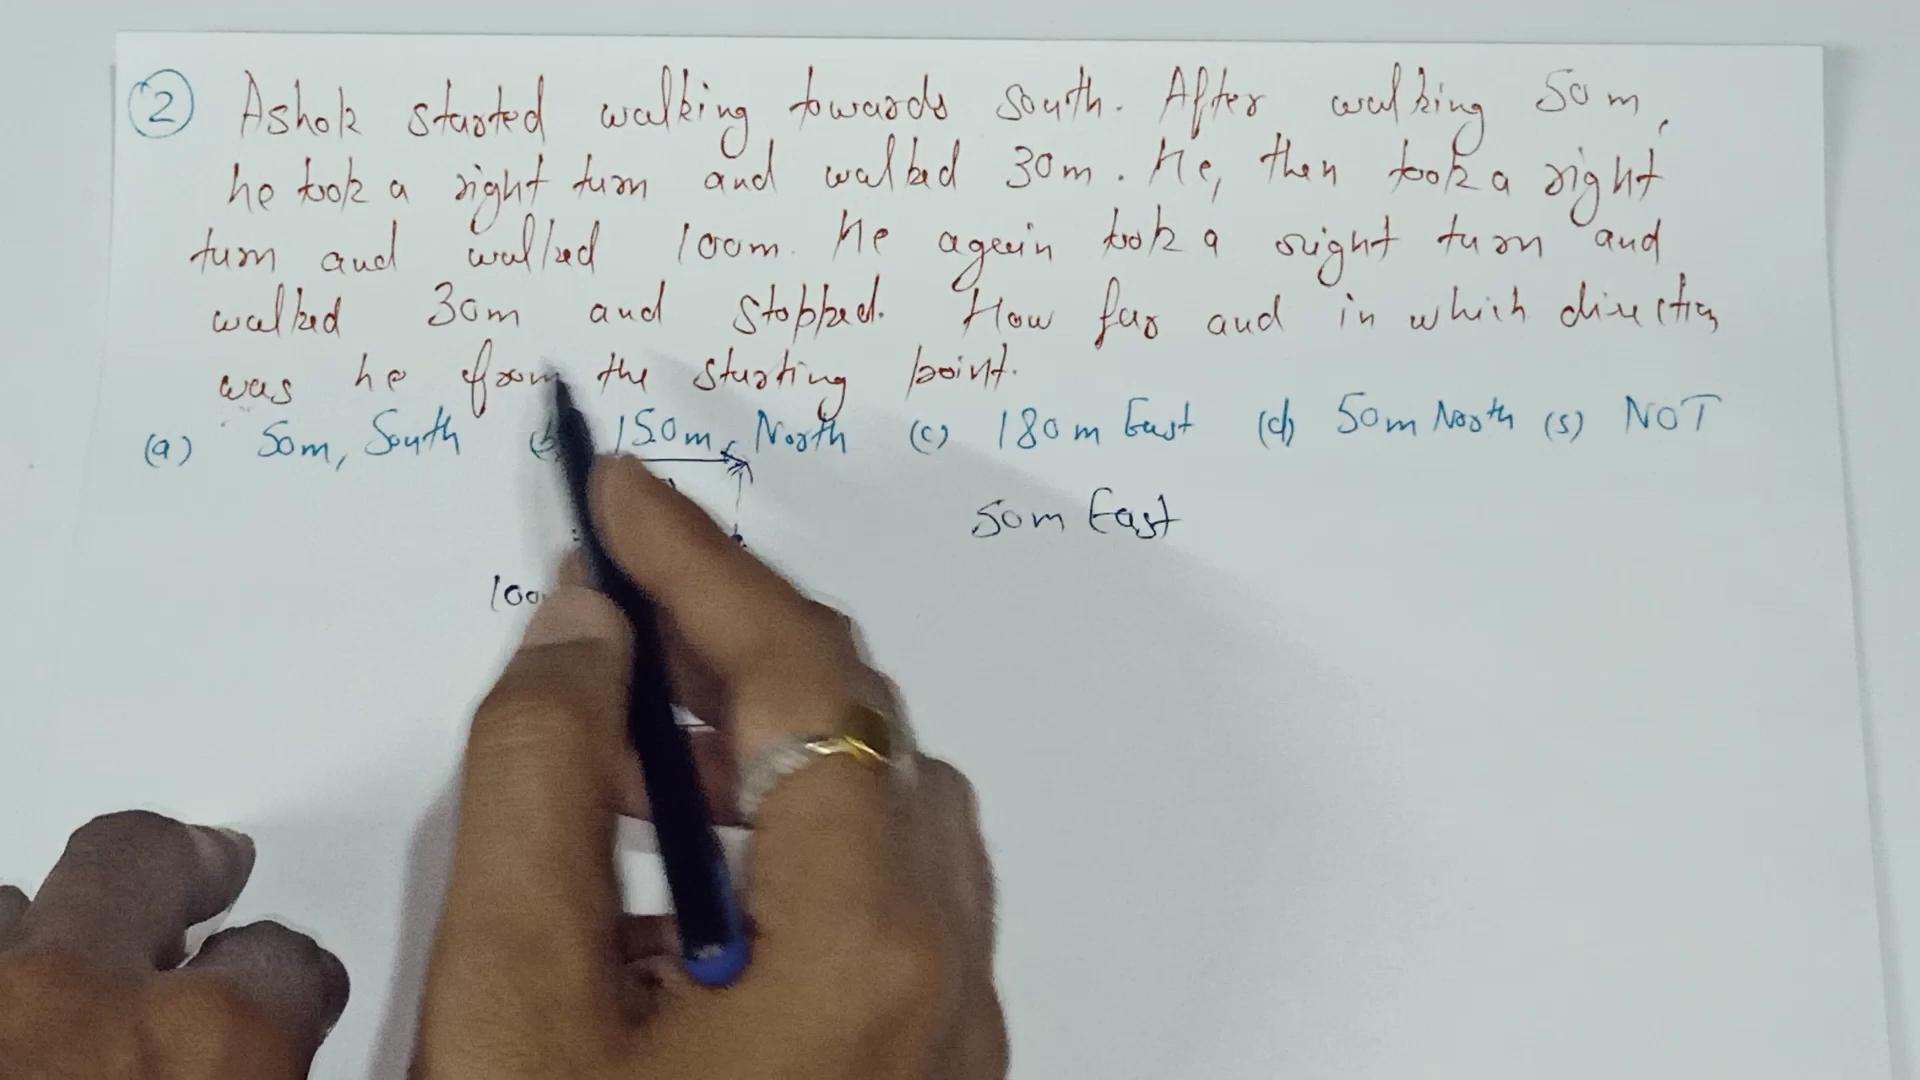 2 Ashok started walking towards south. After walking 50m,
he took a right turn and walked 30m. He, then took a right
turn and walked 100m. He again took a right turn and
walked 30m and stopped. How far and in which direction
was he from the starting point.
(a) 50m, South 150m, North (c) 180m East (d) 50m North (5) NOT
50m East
100